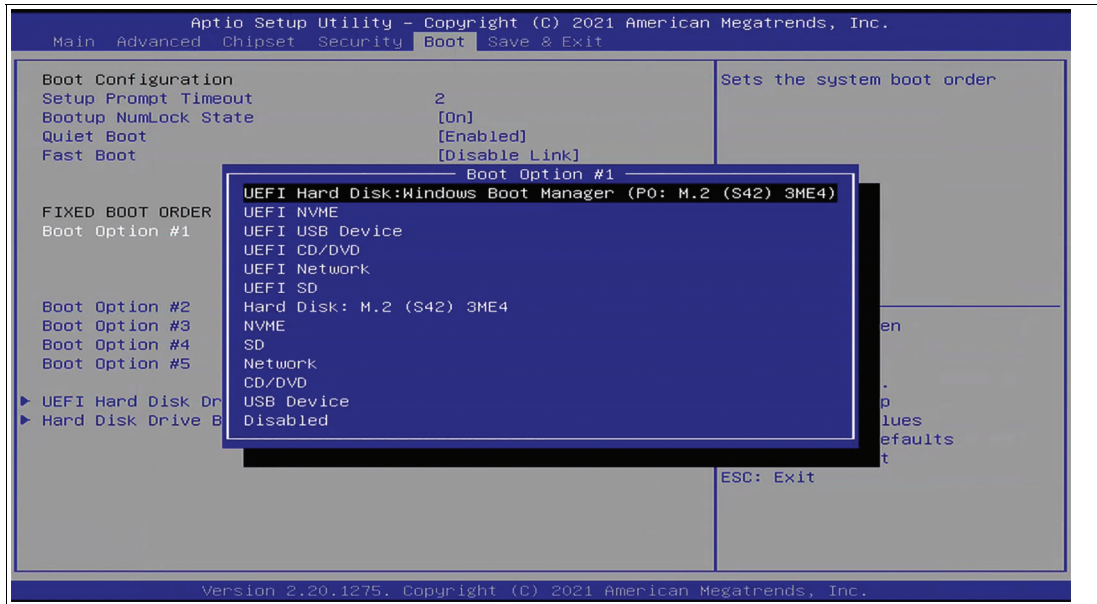 Aptio Setup Utility – Copyright (C) 2021 American Megatrends, Inc.
Main Advanced Chipset Security Boot Save & Exit
Boot Configuration
Setup Prompt Timeout 2
Bootup NumLock State [On]
Quiet Boot [Enabled]
Fast Boot [Disable Link]
FIXED BOOT ORDER
Boot Option #1
Boot Option #2
Boot Option #3
Boot Option #4
Boot Option #5
UEFI Hard Disk Dr
Hard Disk Drive B
Boot Option #1
UEFI Hard Disk:Windows Boot Manager (P0: M.2 (S42) 3ME4)
UEFI NVME
UEFI USB Device
UEFI CD/DVD
UEFI Network
UEFI SD
Hard Disk: M.2 (S42) 3ME4
NVME
SD
Network
CD/DVD
USB Device
Disabled
Sets the system boot order
en
.
p
lues
efaults
t
ESC: Exit
Version 2.20.1275. Copyright (C) 2021 American Megatrends, Inc.